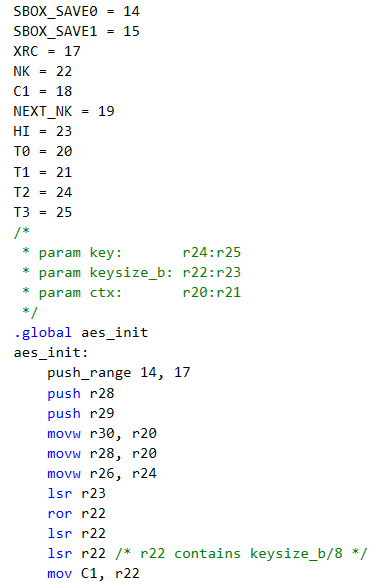 SBOX_SAVE0 = 14
SBOX_SAVE1 = 15
XRC = 17
NK = 22
C1 = 18
NEXT_NK = 19
HI = 23
T0 = 20
T1 = 21
T2 = 24
T3 = 25
/*
 * param key:       r24:r25
 * param keysize_b: r22:r23
 * param ctx:       r20:r21
 */
.global aes_init
aes_init:
    push_range 14, 17
    push r28
    push r29
    movw r30, r20
    movw r28, r20
    movw r26, r24
    lsr r23
    ror r22
    lsr r22
    lsr r22 /* r22 contains keysize_b/8 */
    mov C1, r22